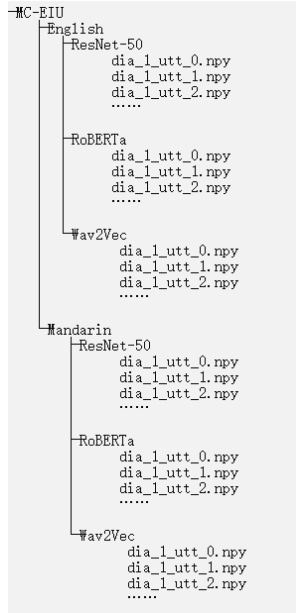 MC-EIU
English
ResNet-50
dia_1_utt_0.npy
dia_1_utt_1.npy
dia_1_utt_2.npy
......
RoBERTa
dia_1_utt_0.npy
dia_1_utt_1.npy
dia_1_utt_2.npy
......
Wav2Vec
dia_1_utt_0.npy
dia_1_utt_1.npy
dia_1_utt_2.npy
......
Mandarin
ResNet-50
dia_1_utt_0.npy
dia_1_utt_1.npy
dia_1_utt_2.npy
......
RoBERTa
dia_1_utt_0.npy
dia_1_utt_1.npy
dia_1_utt_2.npy
......
Wav2Vec
dia_1_utt_0.npy
dia_1_utt_1.npy
dia_1_utt_2.npy
......